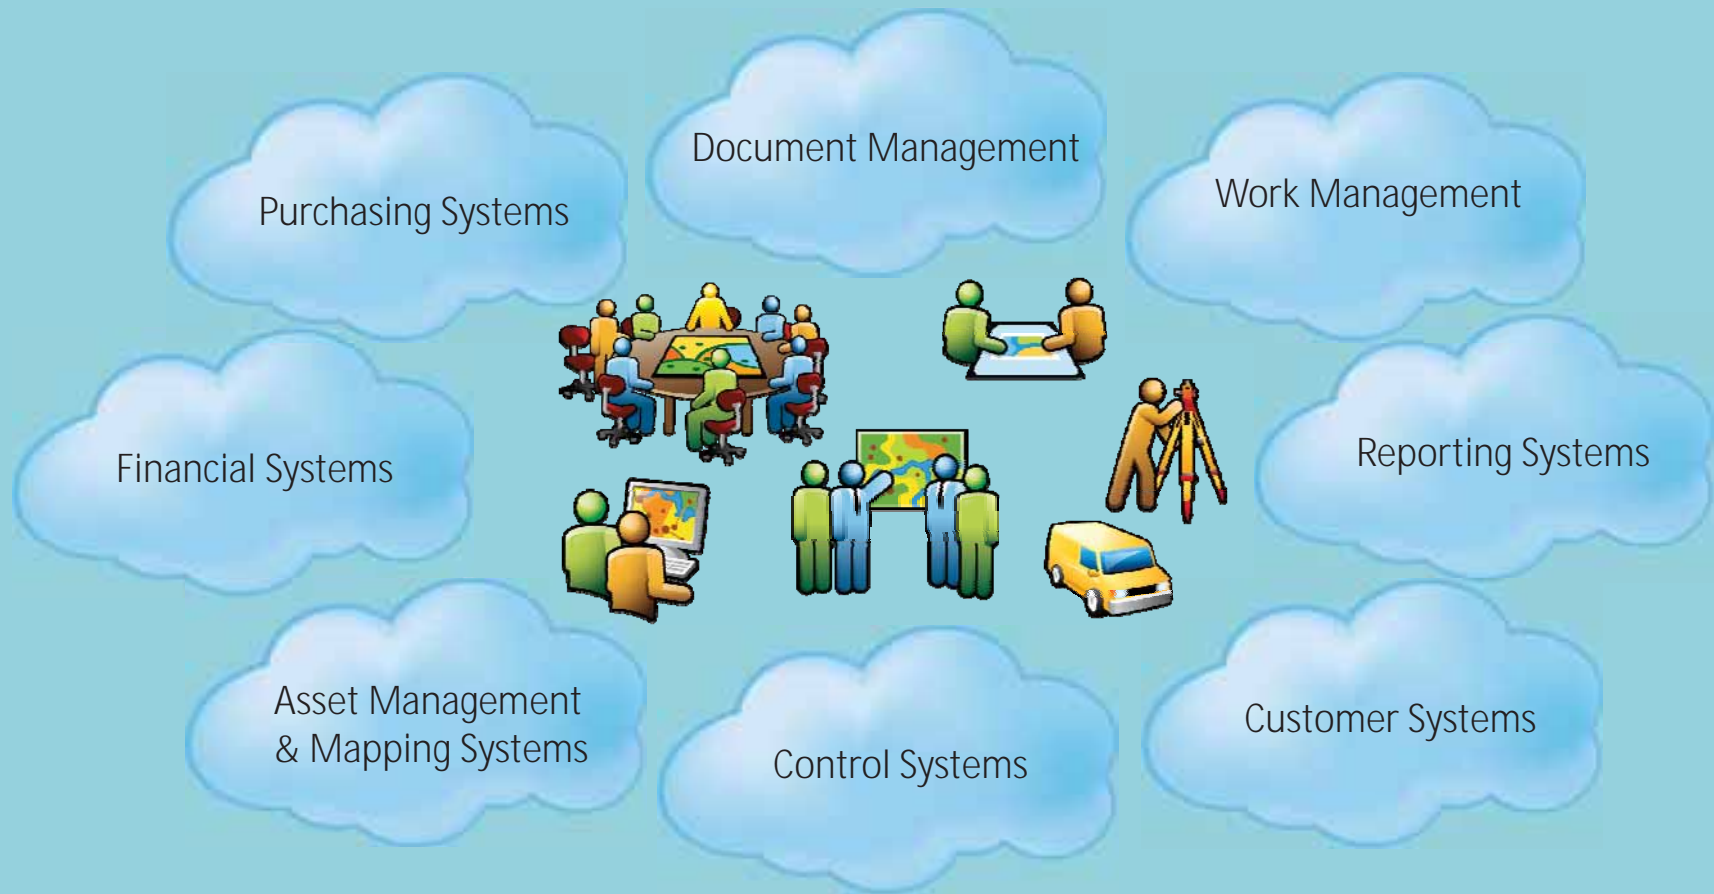 Document Management
Purchasing Systems
Work Management
Financial Systems
Reporting Systems
Asset Management
& Mapping Systems
Control Systems
Customer Systems